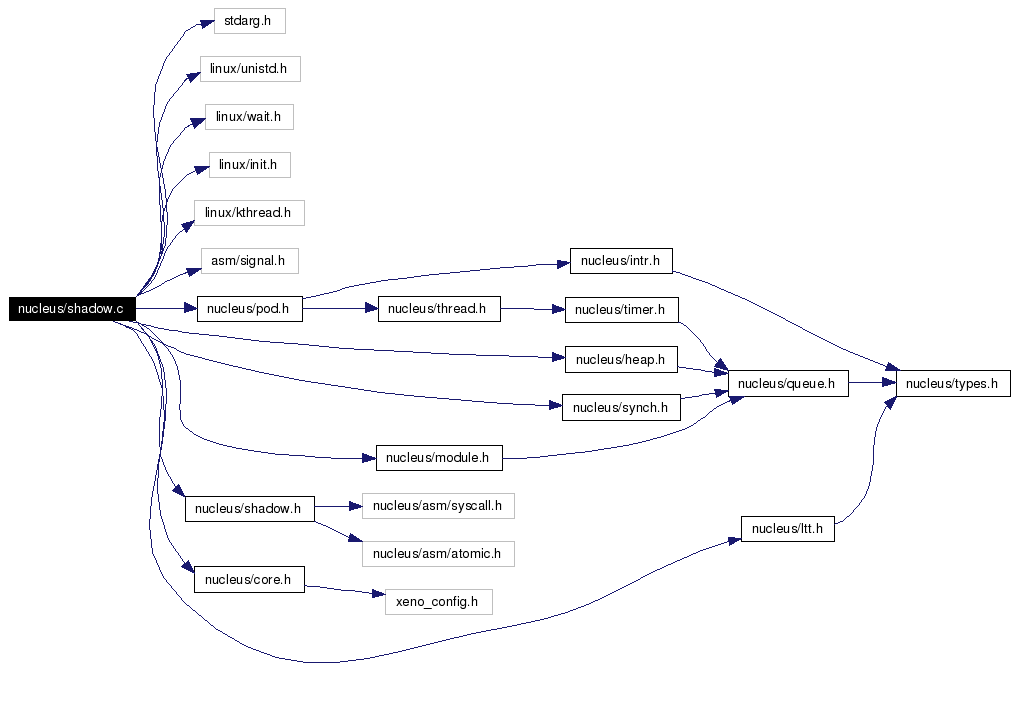 stdarg.h
linux/unistd.h
linux/wait.h
linux/init.h
linux/kthread.h
asm/signal.h
nucleus/intr.h
nucleus/shadow.c
nucleus/pod.h
nucleus/thread.h
nucleus/timer.h
nucleus/heap.h
nucleus/queue.h
nucleus/types.h
nucleus/synch.h
nucleus/module.h
nucleus/shadow.h
nucleus/asm/syscall.h
nucleus/ltt.h
nucleus/asm/atomic.h
nucleus/core.h
xeno_config.h